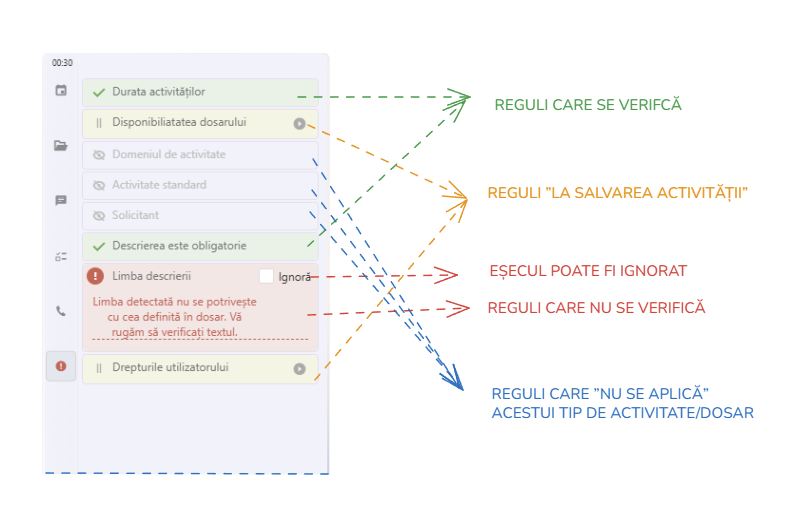 00:30
Durata activităților
Disponibiliatatea dosarului
Domeniul de activitate
Activitate standard
Solicitant
Descrierea este obligatorie
Limba descrierii
Ignoră
Limba detectată nu se potrivește
cu cea definită în dosar. Vă
rugăm să verificați textul.
Drepturile utilizatorului
REGULI CARE SE VERIFCĂ
REGULI ”LA SALVAREA ACTIVITĂȚII”
EȘECUL POATE FI IGNORAT
REGULI CARE NU SE VERIFICĂ
REGULI CARE ”NU SE APLICĂ”
ACESTUI TIP DE ACTIVITATE/DOSAR